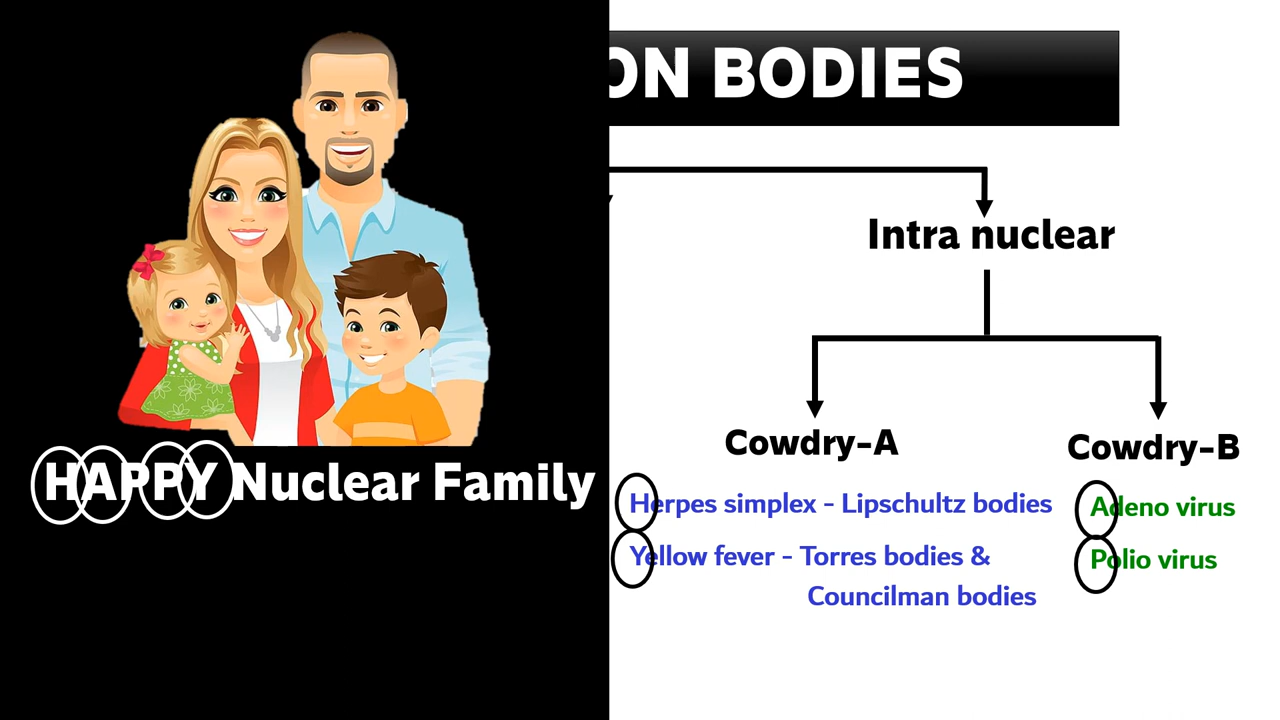 ON BODIES
Intra nuclear
Cowdry-A
Cowdry-B
HAPPY Nuclear Family
Herpes simplex - Lipschultz bodies
Adeno virus
Yellow fever - Torres bodies &
Polio virus
Councilman bodies